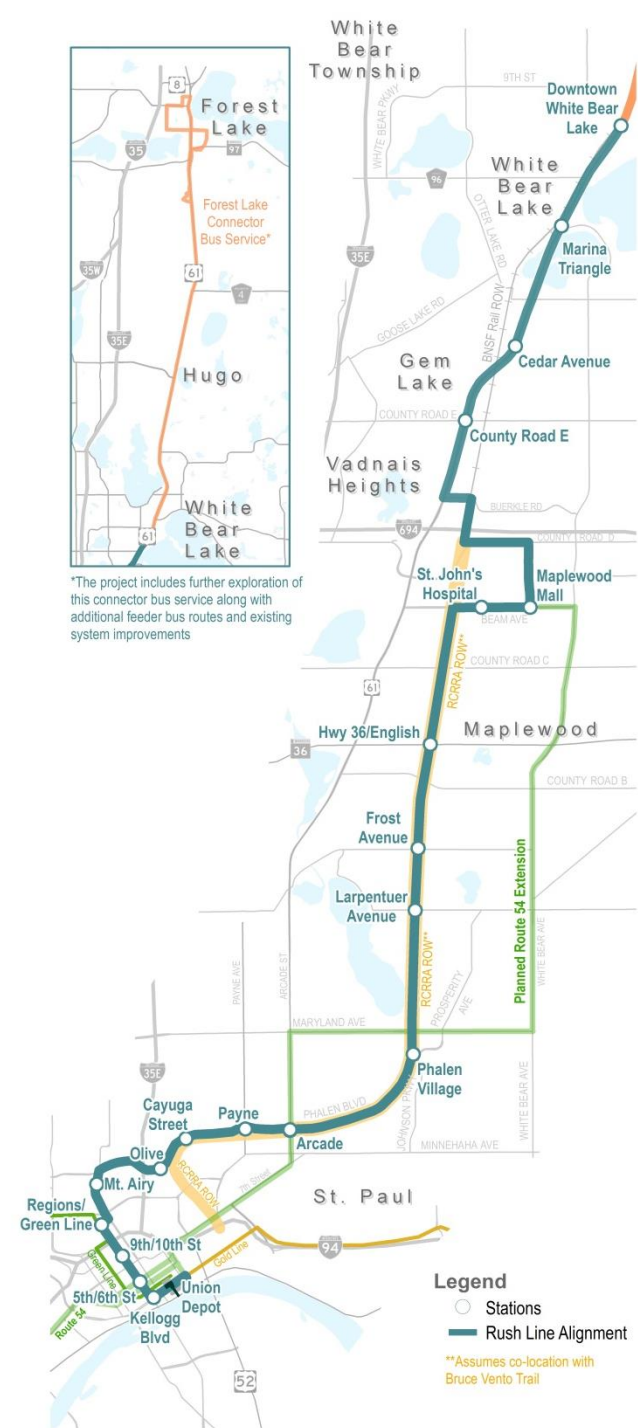 White
Bear
Township
8
Forest
Lake
35
97
Forest Lake
Connector
Bus Service*
35W
61
4
35E
Hugo
White
Bear
Lake
61
*The project includes further exploration of
this connector bus service along with
additional feeder bus routes and existing
system improvements
9TH ST
Downtown
White Bear
Lake
WHITE BEAR PKWY
White
Bear
Lake
96
OTTER LAKE RD
Marina
Triangle
35E
BNSF Rail ROW
GOOSE LAKE RD
Cedar Avenue
Gem
Lake
COUNTY ROAD E
County Road E
Vadnais
Heights
BUERKLE RD
694
COUNTY ROAD D
St. John's
Hospital
Maplewood
Mall
BEAM AVE
RCRRA ROW**
COUNTY ROAD C
61
Hwy 36/English
Maplewood
36
COUNTY ROAD B
Frost
Avenue
Larpentuer
Avenue
Planned Route 54 Extension
WHITE BEAR AVE
RCRRA ROW**
PAYNE AVE
ARCADE ST
PROSPERITY
AVE
MARYLAND AVE
35E
Phalen
Village
Cayuga
Street
Payne
PHALEN BLVD
JOHNSON PKWY
WHITE BEAR AVE
Arcade
MINNEHAHA AVE
Olive
Mt. Airy
RCRRA ROW
7th Street
St. Paul
Regions/
Green Line
9th/10th St
Gold Line
94
Green Line
5th/6th St
Union
Depot
Route 54
Kellogg
Blvd
52
Legend
Stations
Rush Line Alignment
**Assumes co-location with
Bruce Vento Trail